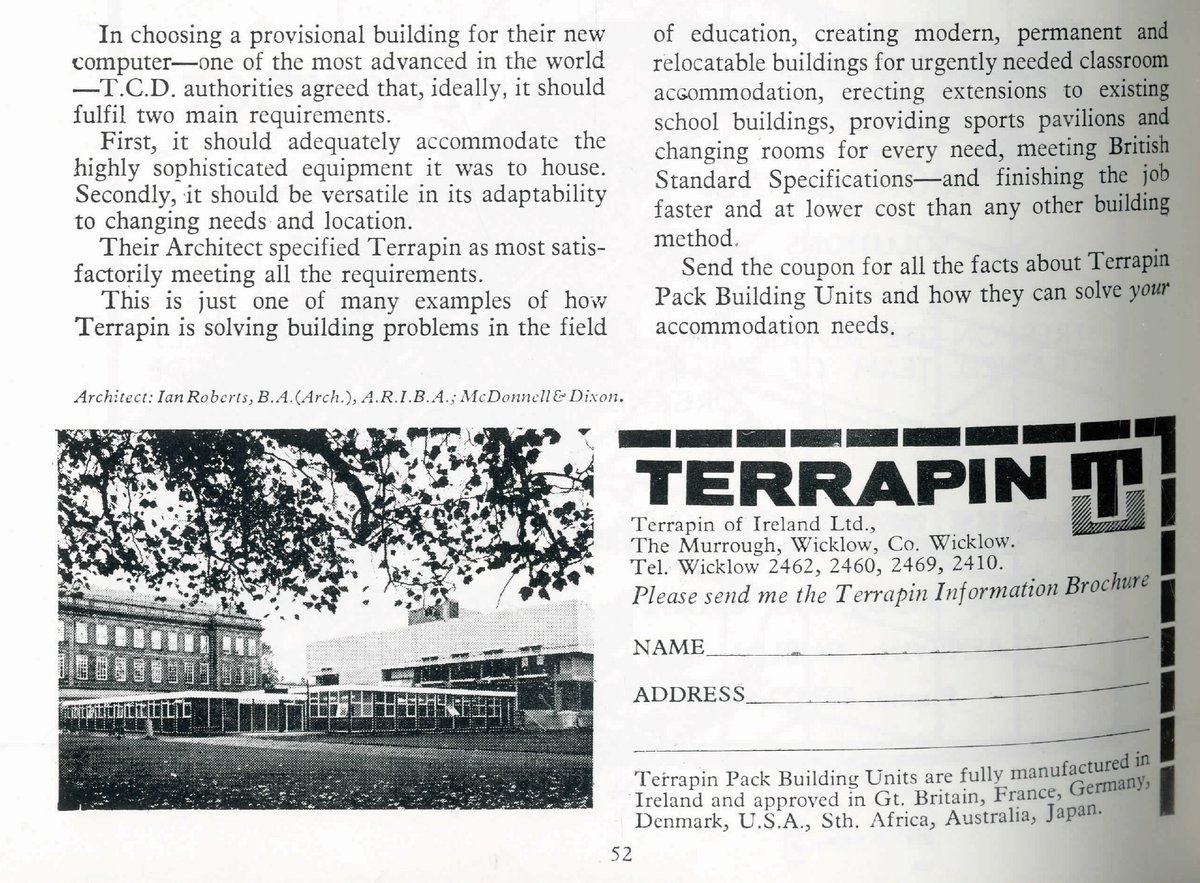 In choosing a provisional building for their new
computer—one of the most advanced in the world
—T.C.D. authorities agreed that, ideally, it should
fulfil two main requirements.
First, it should adequately accommodate the
highly sophisticated equipment it was to house.
Secondly, it should be versatile in its adaptability
to changing needs and location.
Their Architect specified Terrapin as most satis-
factorily meeting all the requirements.
This is just one of many examples of how
Terrapin is solving building problems in the field
of education, creating modern, permanent and
relocatable buildings for urgently needed classroom
accommodation, erecting extensions to existing
school buildings, providing sports pavilions and
changing rooms for every need, meeting British
Standard Specifications—and finishing the job
faster and at lower cost than any other building
method.
Send the coupon for all the facts about Terrapin
Pack Building Units and how they can solve your
accommodation needs.
Architect: Ian Roberts, B.A.(Arch.), A.R.I.B.A.; McDonnell & Dixon.
TERRAPIN
Terrapin of Ireland Ltd.,
The Murrough, Wicklow, Co. Wicklow.
Tel. Wicklow 2462, 2460, 2469, 2410.
Please send me the Terrapin Information Brochure
NAME
ADDRESS
Terrapin Pack Building Units are fully manufactured in
Ireland and approved in Gt. Britain, France, Germany,
Denmark, U.S.A., Sth. Africa, Australia, Japan.
52